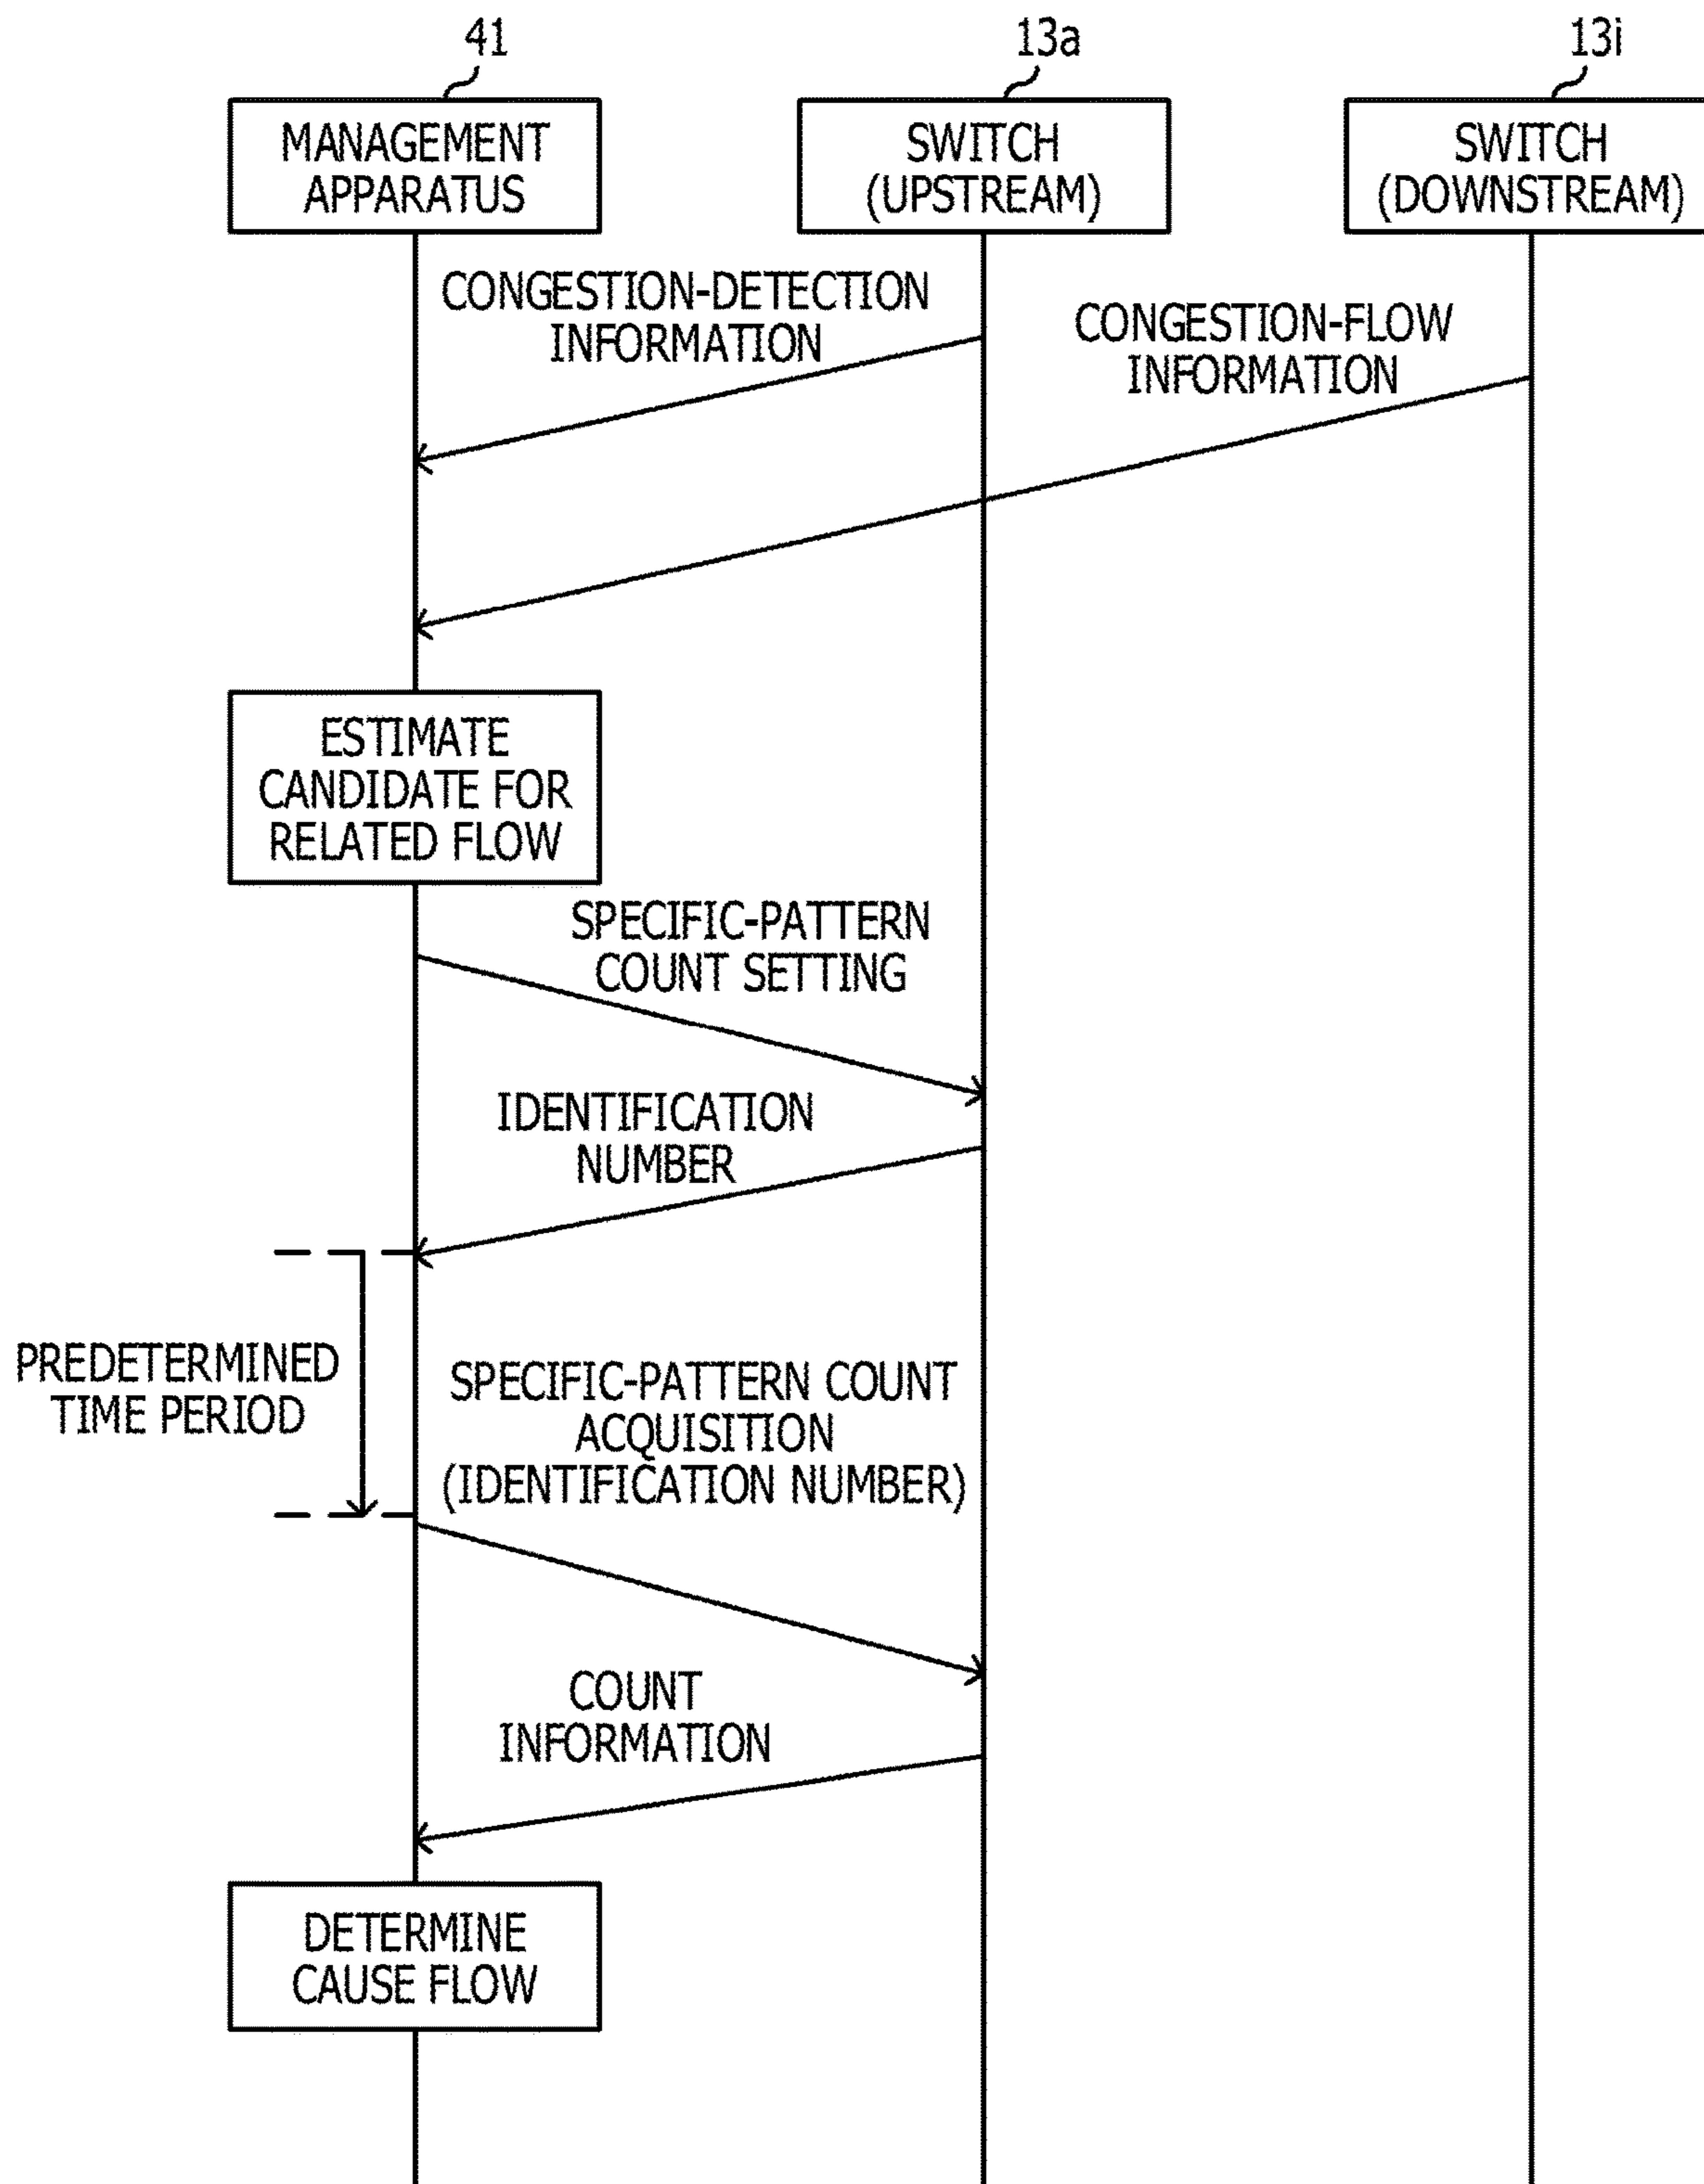 41
13a
13i
MANAGEMENT
APPARATUS
SWITCH
(UPSTREAM)
SWITCH
(DOWNSTREAM)
CONGESTION-DETECTION
INFORMATION
CONGESTION-FLOW
INFORMATION
ESTIMATE
CANDIDATE FOR
RELATED FLOW
SPECIFIC-PATTERN
COUNT SETTING
IDENTIFICATION
NUMBER
PREDETERMINED
TIME PERIOD
SPECIFIC-PATTERN COUNT
ACQUISITION
(IDENTIFICATION NUMBER)
COUNT
INFORMATION
DETERMINE
CAUSE FLOW